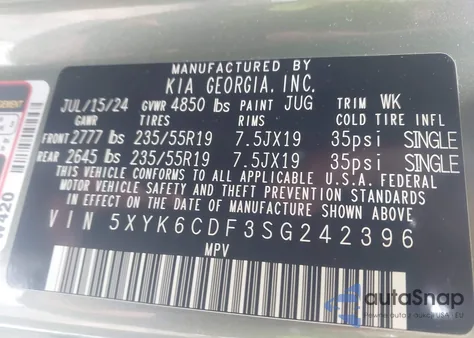 MANUFACTURED BY
KIA GEORGIA, INC.
JUL/15/24 GVWR 4850 lbs PAINT JUG TRIM WK
GAWR TIRES RIMS COLD TIRE INFL
FRONT 2777 lbs 235/55R19 7.5JX19 35psi SINGLE
REAR 2645 lbs 235/55R19 7.5JX19 35psi SINGLE
THIS VEHICLE CONFORMS TO ALL APPLICABLE U.S.A. FEDERAL
MOTOR VEHICLE SAFETY AND THEFT PREVENTION STANDARDS
IN EFFECT ON THE DATE OF MANUFACTURE SHOWN ABOVE.
VIN 5XYK6CDF3SG242396
MPV
autoSnap